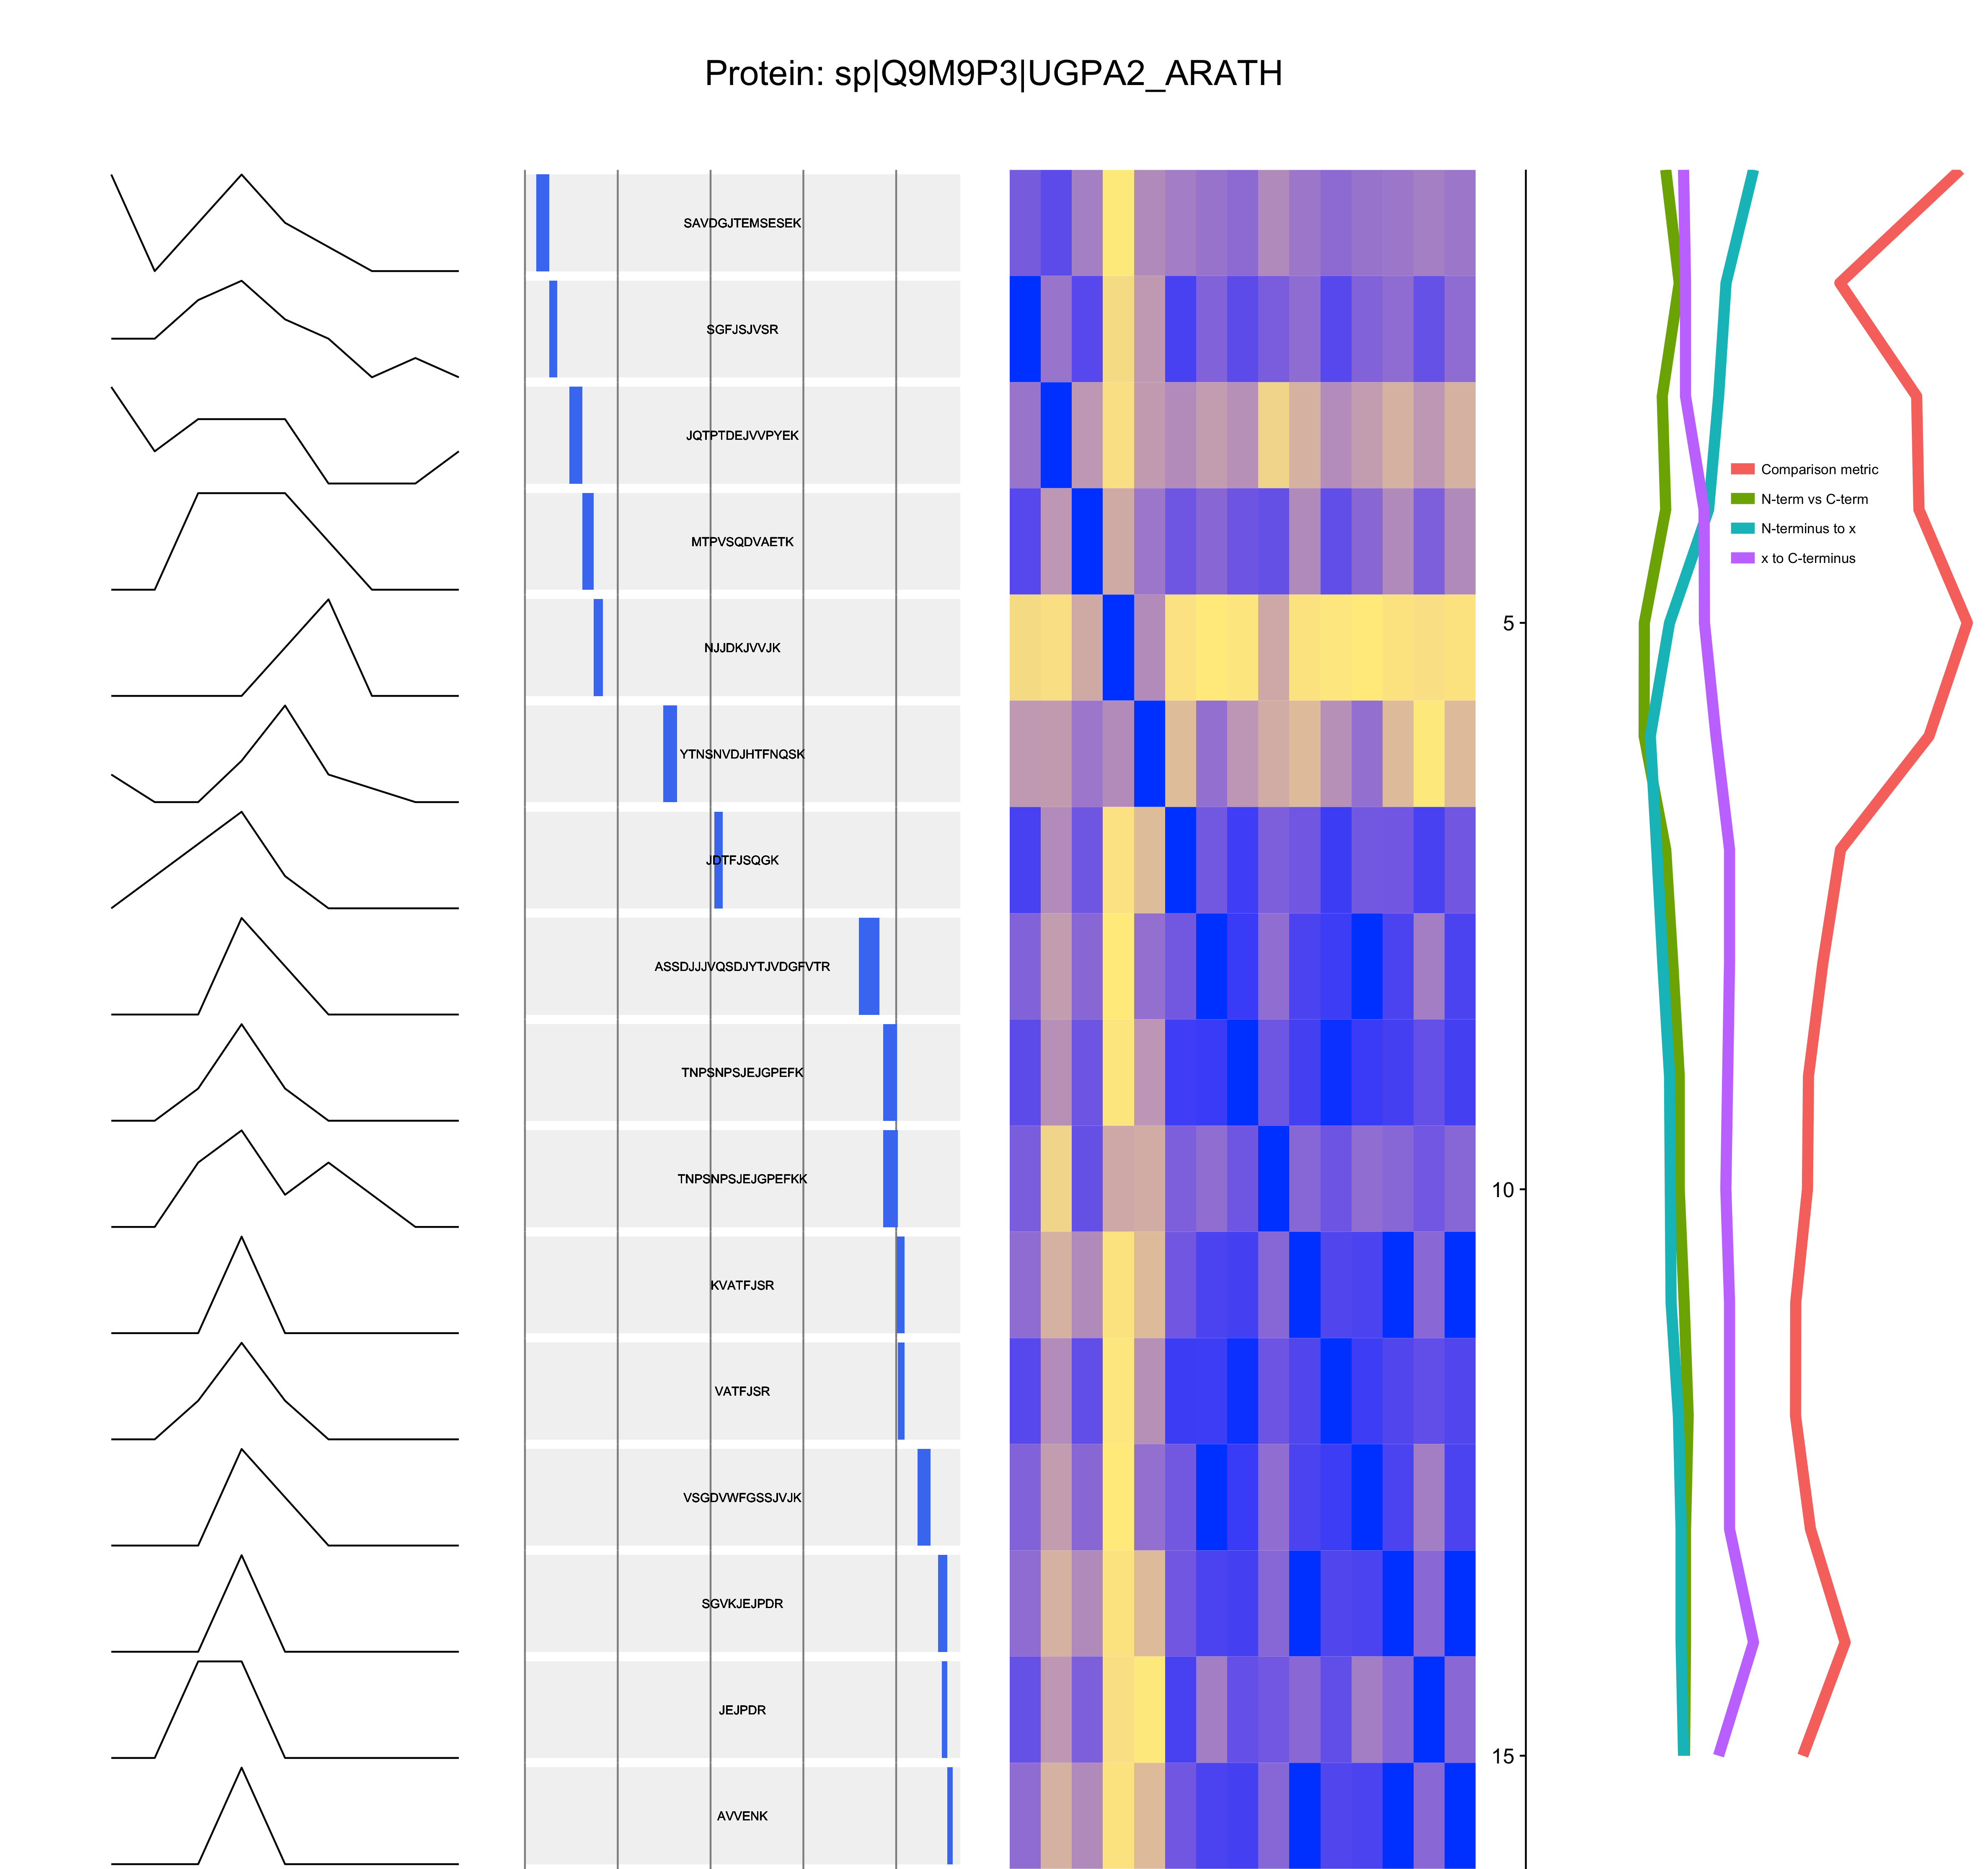 Protein: sp|Q9M9P3|UGPA2_ARATH
SAVDGJTEMSESEK
SGFJSJVSR
JQTPTDEJVVPYEK
Comparison metric
N-term vs C-term
N-terminus to x
MTPVSQDVAETK
x to C-terminus
5
NJJDKJVVJK
YTNSNVDJHTFNQSK
JDTFJSQGK
ASSDJJJVQSDJYTJVDGFVTR
TNPSNPSJEJGPEFK
TNPSNPSJEJGPEFKK
10
KVATFJSR
VATFJSR
VSGDVWFGSSJVJK
SGVKJEJPDR
JEJPDR
15
AVVENK